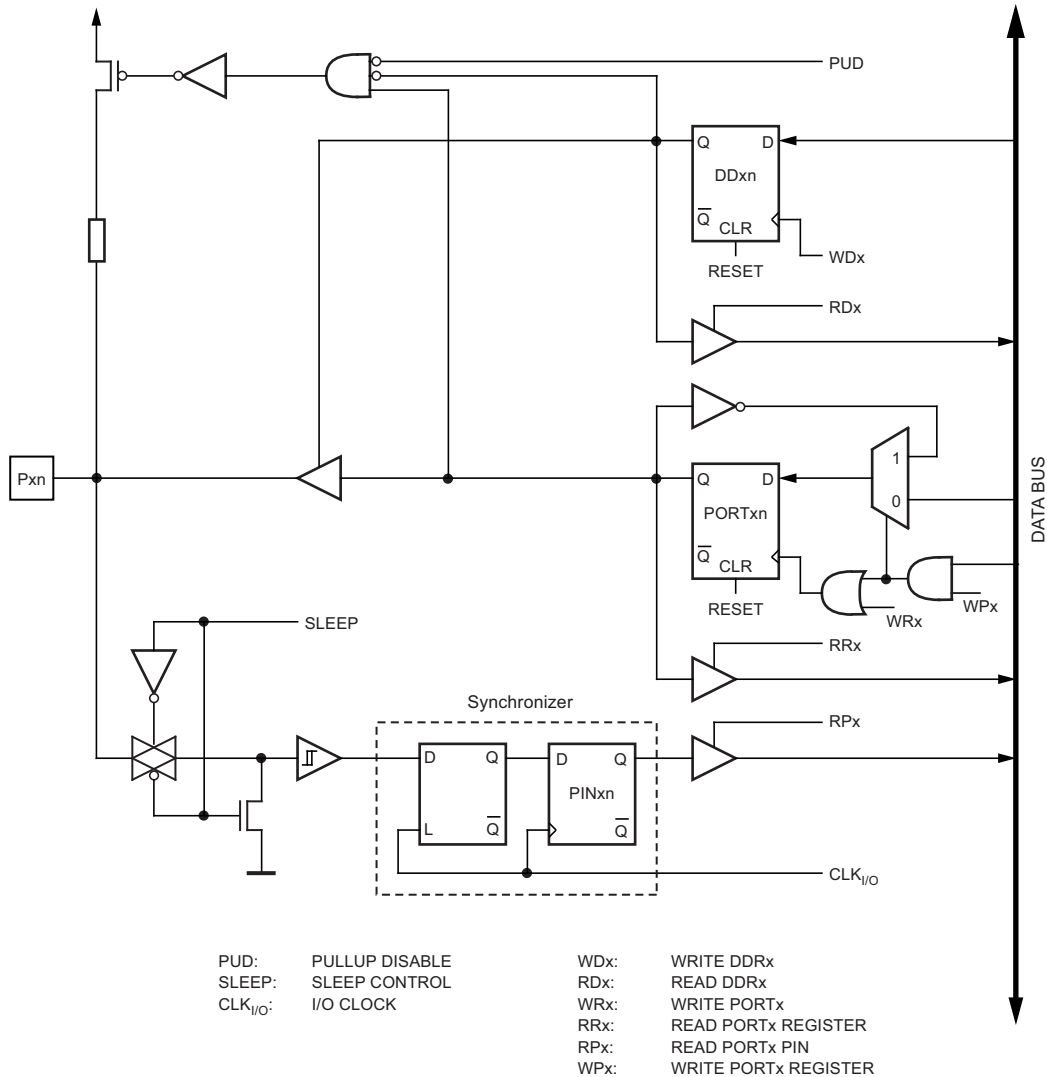 PUD
Q D
DDxn
Q
CLR
RESET
WDx
RDx
Pxn
1
Q D
0
PORTxn
Q
CLR
RESET
WRx
WPx
DATA BUS
SLEEP
RRx
Synchronizer
RPx
D Q
D Q
PINxn
L Q
Q
CLKI/O
PUD: PULLUP DISABLE
SLEEP: SLEEP CONTROL
CLKI/O: I/O CLOCK
WDx: WRITE DDRx
RDx: READ DDRx
WRx: WRITE PORTx
RRx: READ PORTx REGISTER
RPx: READ PORTx PIN
WPx: WRITE PORTx REGISTER